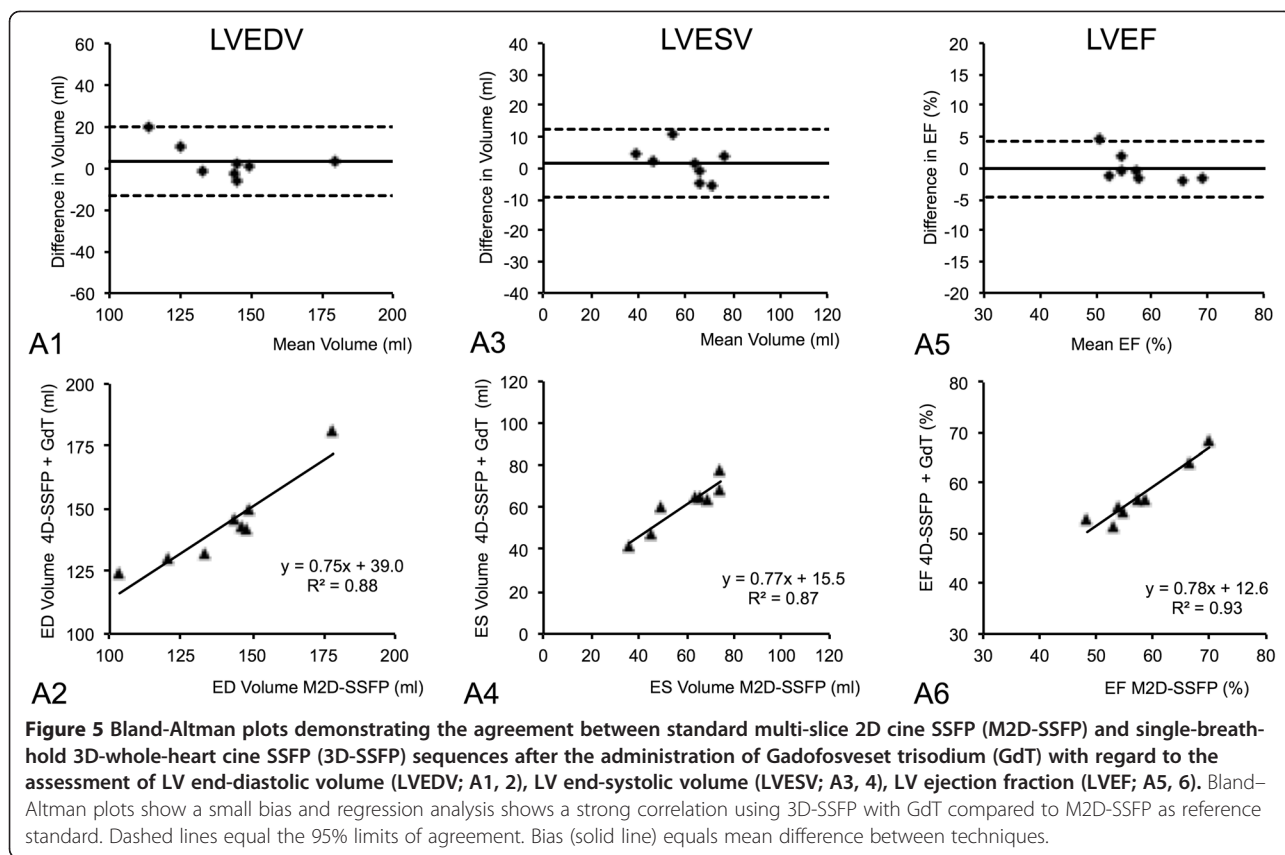 LVEDV
LVESV
LVEF
Difference in Volume (ml)
60
40
20
0
-20
-40
-60
100
125
150
175
200
A1
Mean Volume (ml)
Difference in Volume (ml)
40
30
20
10
0
-10
-20
-30
-40
0
20
40
60
80
100
120
A3
Mean Volume (ml)
Difference in EF (%)
20
15
10
5
0
-5
-10
-15
-20
30
40
50
60
70
80
A5
Mean EF (%)
ED Volume 4D-SSFP + GdT (ml)
200
175
150
125
100
y = 0.75x + 39.0
R² = 0.88
100
125
150
175
200
A2
ED Volume M2D-SSFP (ml)
ES Volume 4D-SSFP + GdT (ml)
120
100
80
60
40
20
0
y = 0.77x + 15.5
R² = 0.87
0
20
40
60
80
100
120
A4
ES Volume M2D-SSFP (ml)
EF 4D-SSFP + GdT (%)
80
70
60
50
40
30
y = 0.78x + 12.6
R² = 0.93
30
40
50
60
70
80
A6
EF M2D-SSFP (%)
Figure 5 Bland-Altman plots demonstrating the agreement between standard multi-slice 2D cine SSFP (M2D-SSFP) and single-breath-
hold 3D-whole-heart cine SSFP (3D-SSFP) sequences after the administration of Gadofosveset trisodium (GdT) with regard to the
assessment of LV end-diastolic volume (LVEDV; A1, 2), LV end-systolic volume (LVESV; A3, 4), LV ejection fraction (LVEF; A5, 6). Bland–
Altman plots show a small bias and regression analysis shows a strong correlation using 3D-SSFP with GdT compared to M2D-SSFP as reference
standard. Dashed lines equal the 95% limits of agreement. Bias (solid line) equals mean difference between techniques.